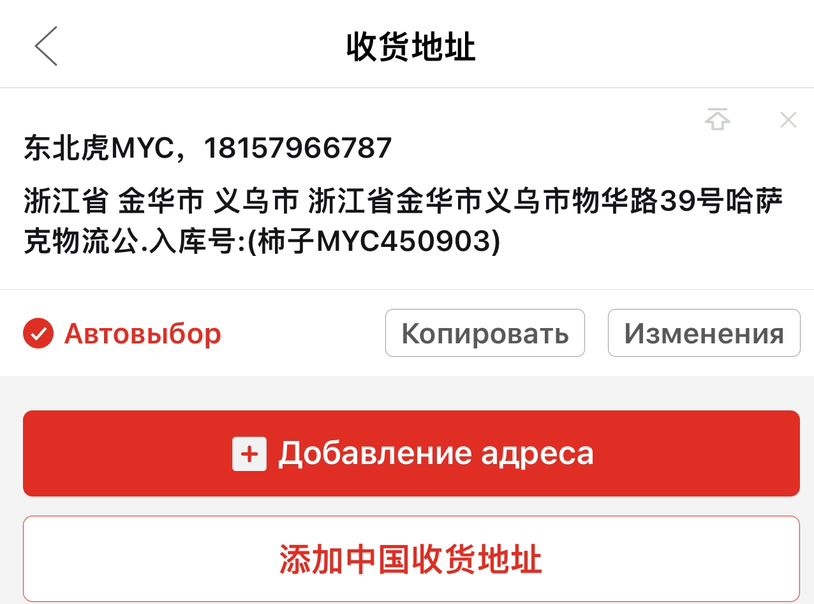 收货地址
东北虎MYC，18157966787
浙江省 金华市 义乌市 浙江省金华市义乌市物华路39号哈萨
克物流公.入库号:(柿子MYC450903)
Автовыбор
Копировать
Изменения
Добавление адреса
添加中国收货地址